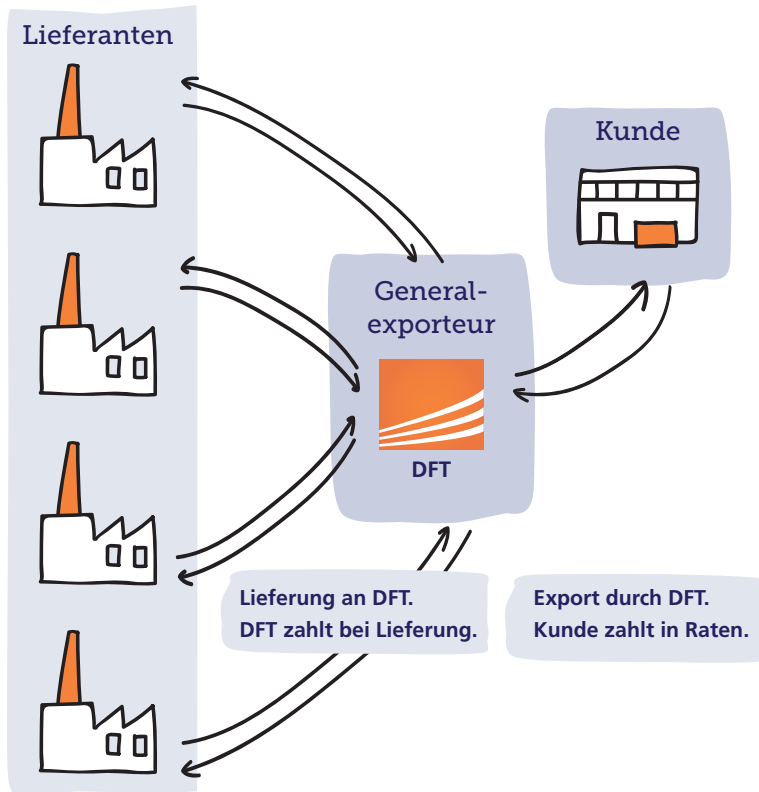 Lieferanten
Kunde
General-
exporteur
DFT
Lieferung an DFT.
DFT zahlt bei Lieferung.
Export durch DFT.
Kunde zahlt in Raten.